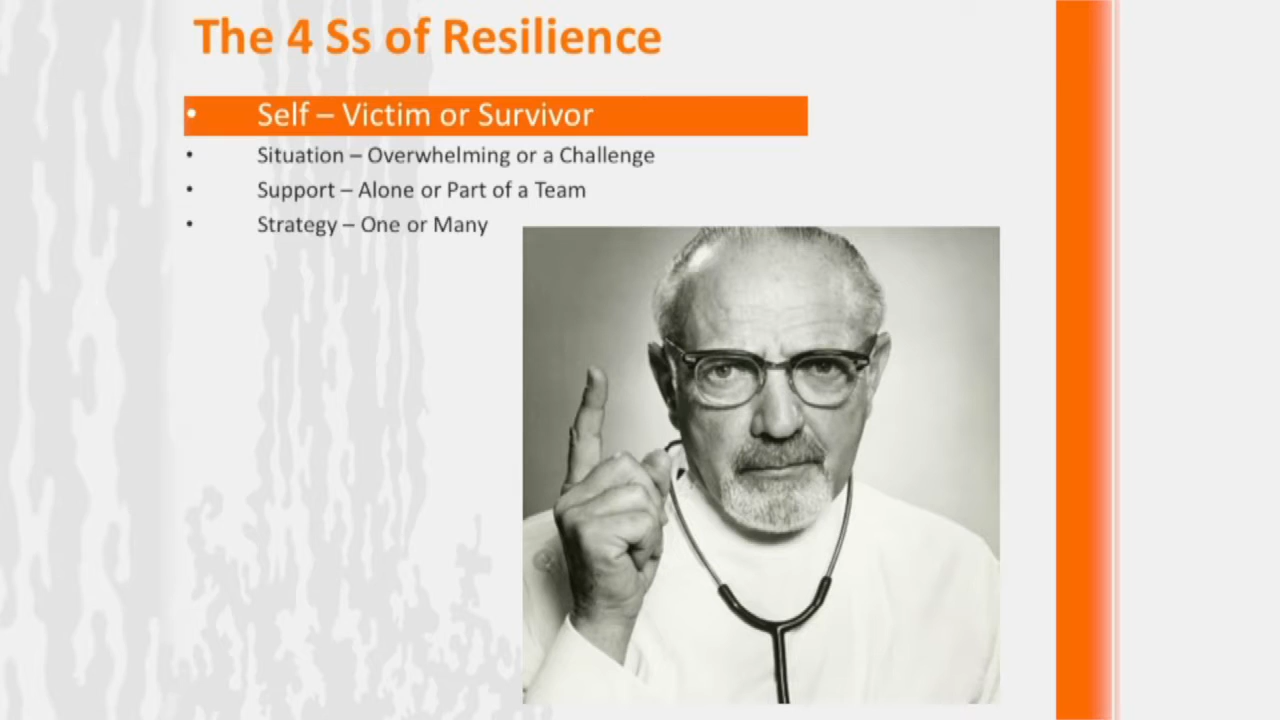 The 4 Ss of Resilience
• Self – Victim or Survivor
• Situation – Overwhelming or a Challenge
• Support – Alone or Part of a Team
• Strategy – One or Many